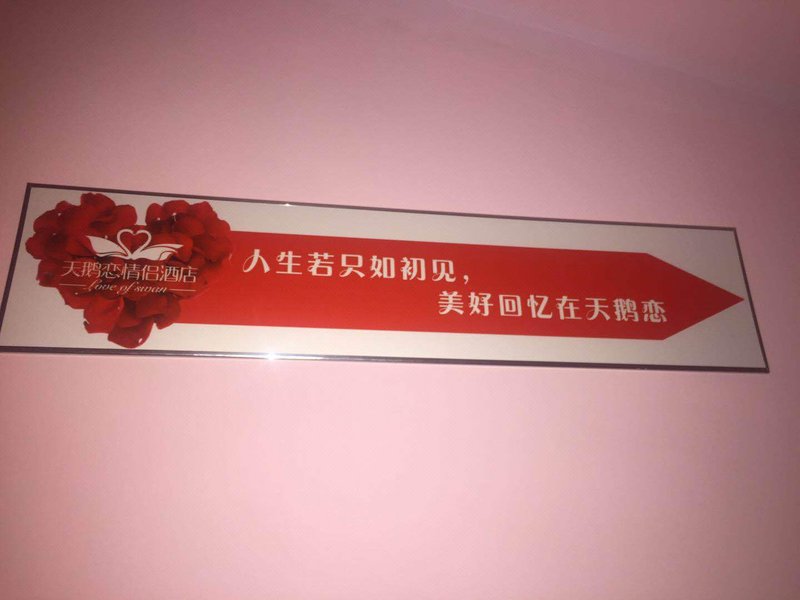 天鹅恋情侣酒店
Love of swan
人生若只如初见，
美好回忆在天鹅恋